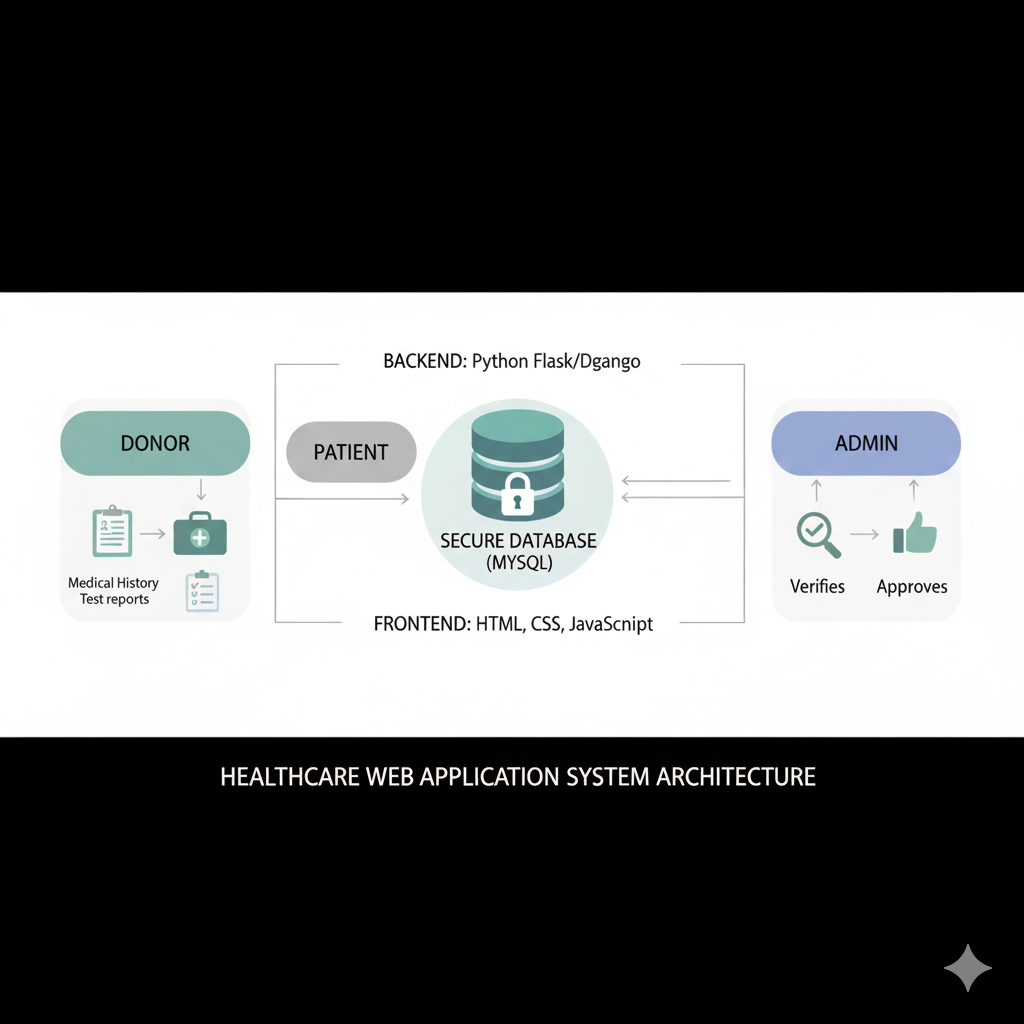 BACKEND: Python Flask/Dgango
DONOR
PATIENT
ADMIN
SECURE DATABASE
(MYSQL)
Medical History
Test reports
Verifies
Approves
FRONTEND: HTML, CSS, JavaScnipt
HEALTHCARE WEB APPLICATION SYSTEM ARCHITECTURE